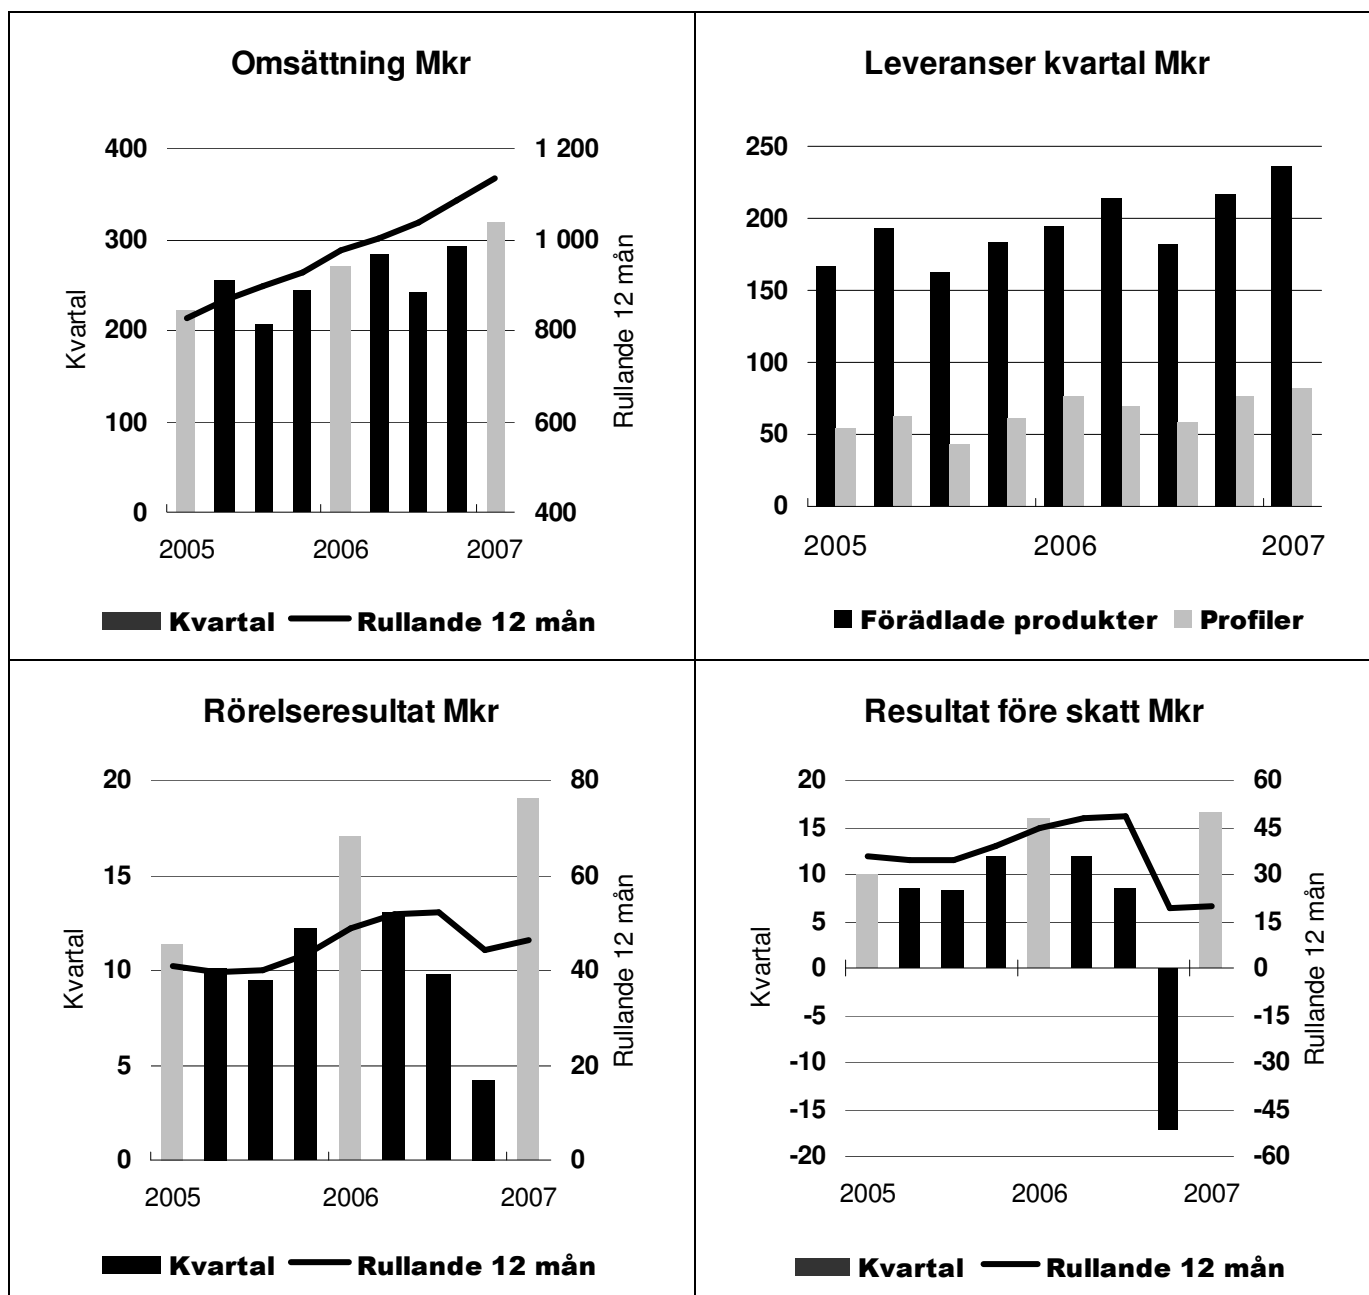 Omsättning Mkr
400 1 200
300 1 000
200 800
100 600
0 400
Kvartal
Rullande 12 mån
2005 2006 2007
Kvartal Rullande 12 mån
Leveranser kvartal Mkr
250
200
150
100
50
0
2005 2006 2007
Förädlade produkter Profiler
Rörelseresultat Mkr
20 80
15 60
10 40
5 20
0 0
Kvartal
Rullande 12 mån
2005 2006 2007
Kvartal Rullande 12 mån
Resultat före skatt Mkr
20 60
15 45
10 30
5 15
0 0
-5 -15
-10 -30
-15 -45
-20 -60
Kvartal
Rullande 12 mån
2005 2006 2007
Kvartal Rullande 12 mån